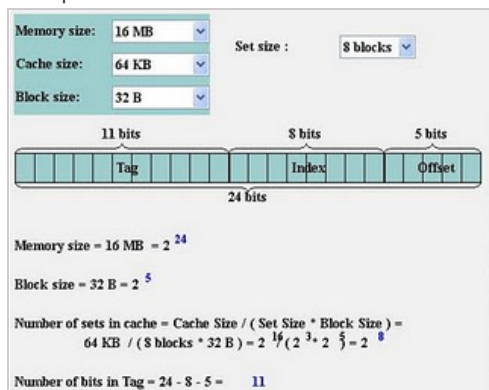 Memory size: 16 MB
Set size : 8 blocks
Cache size: 64 KB
Block size: 32 B
11 bits 8 bits 5 bits
Tag Index Offset
24 bits
Memory size = 16 MB = 2 24
Block size = 32 B = 2 5
Number of sets in cache = Cache Size / ( Set Size * Block Size ) =
64 KB / ( 8 blocks * 32 B ) = 2 16 / ( 2 3 * 2 5 ) = 2 8
Number of bits in Tag = 24 - 8 - 5 = 11